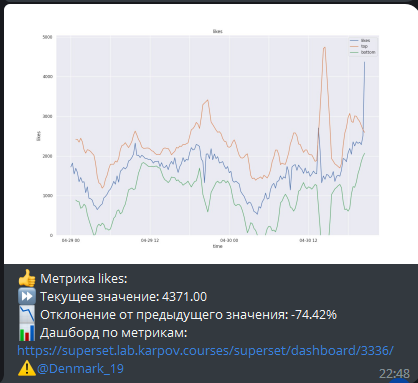 likes
likes
top
bottom
5000
4000
3000
2000
1000
0
likes
04-29 00
04-29 12
04-30 00
04-30 12
time
👍 Метрика likes:
⏩ Текущее значение: 4371.00
📉 Отклонение от предыдущего значения: -74.42%
📊 Дашборд по метрикам:
https://superset.lab.karpov.courses/superset/dashboard/3336/
⚠️@Denmark_19
22:48